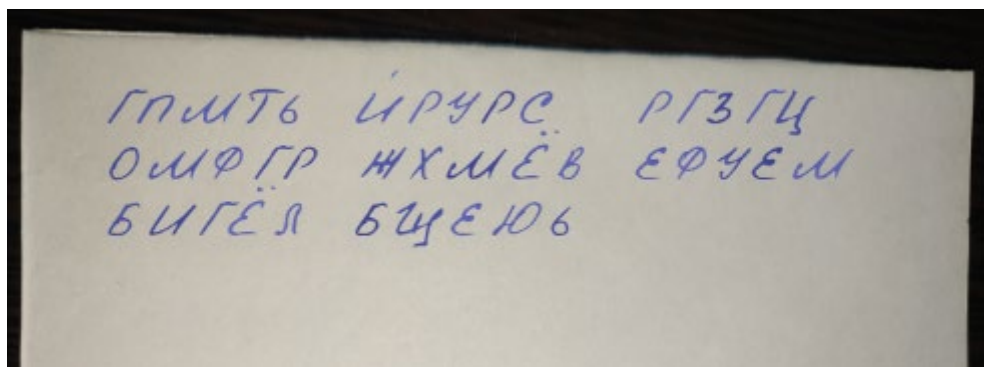 ГПМТЬ ЙРУРС РГЗГЦ
ОМФГР ЖХМЁВ ЕФУЕМ
БИГЁЛ БЩЕЮЬ